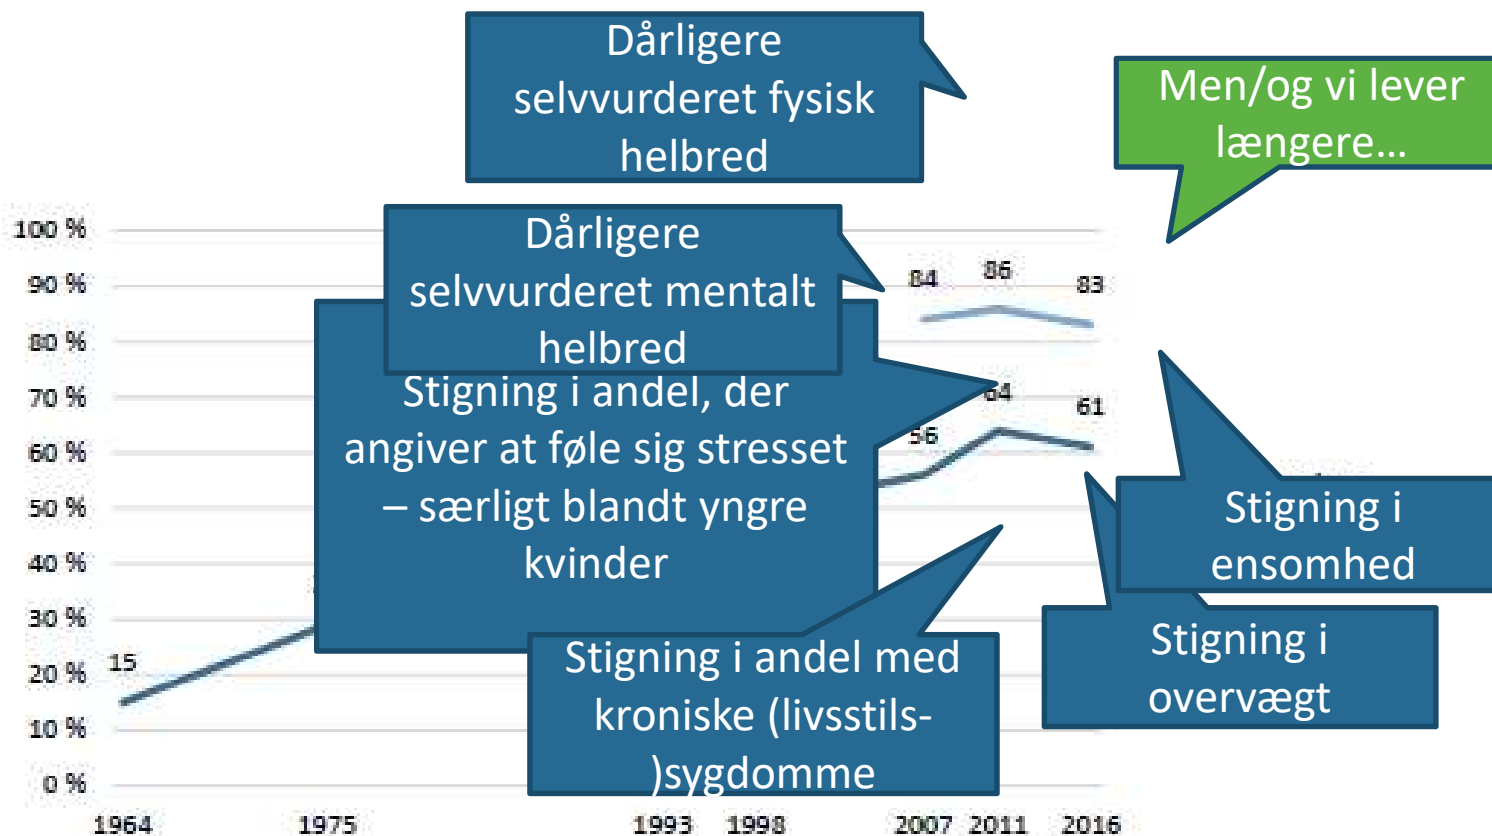 Dårligere
selvvurderet fysisk
helbred
Men/og vi lever
længere...
Dårligere
selvvurderet mentalt
helbred
Stigning i andel, der
angiver at føle sig stresset
– særligt blandt yngre
kvinder
Stigning i
ensomhed
Stigning i
overvægt
Stigning i andel med
kroniske (livsstils-
)sygdomme
100 %
90 %
80 %
70 %
60 %
50 %
40 %
30 %
20 %
10 %
0 %
84 86 83
64 61
56
15
1964 1975 1993 1998 2007 2011 2016